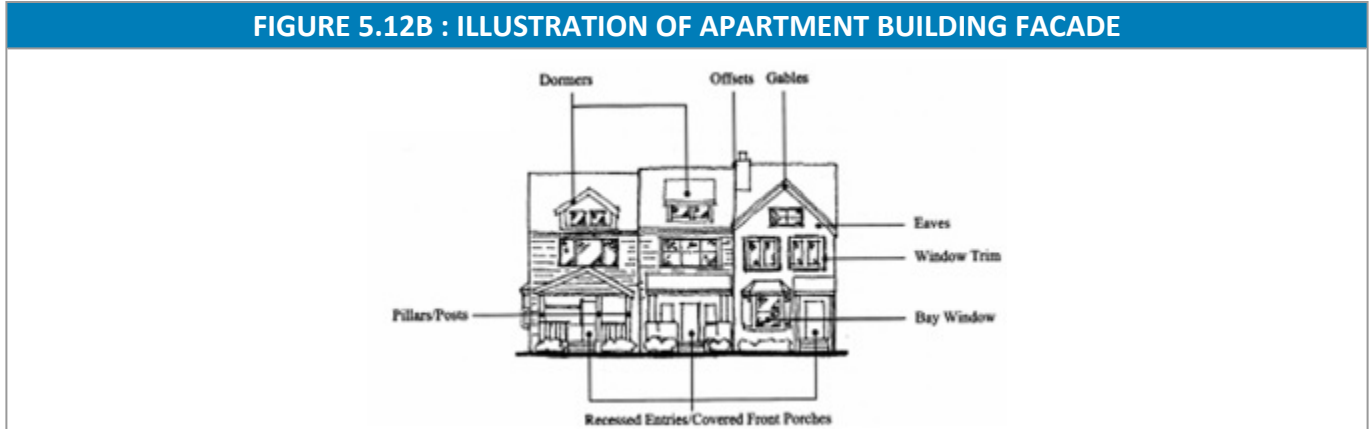 FIGURE 5.12B : ILLUSTRATION OF APARTMENT BUILDING FACADE
Dormers
Offsets
Gables
Eaves
Window Trim
Pillars/Posts
Bay Window
Recessed Entries/Covered Front Porches